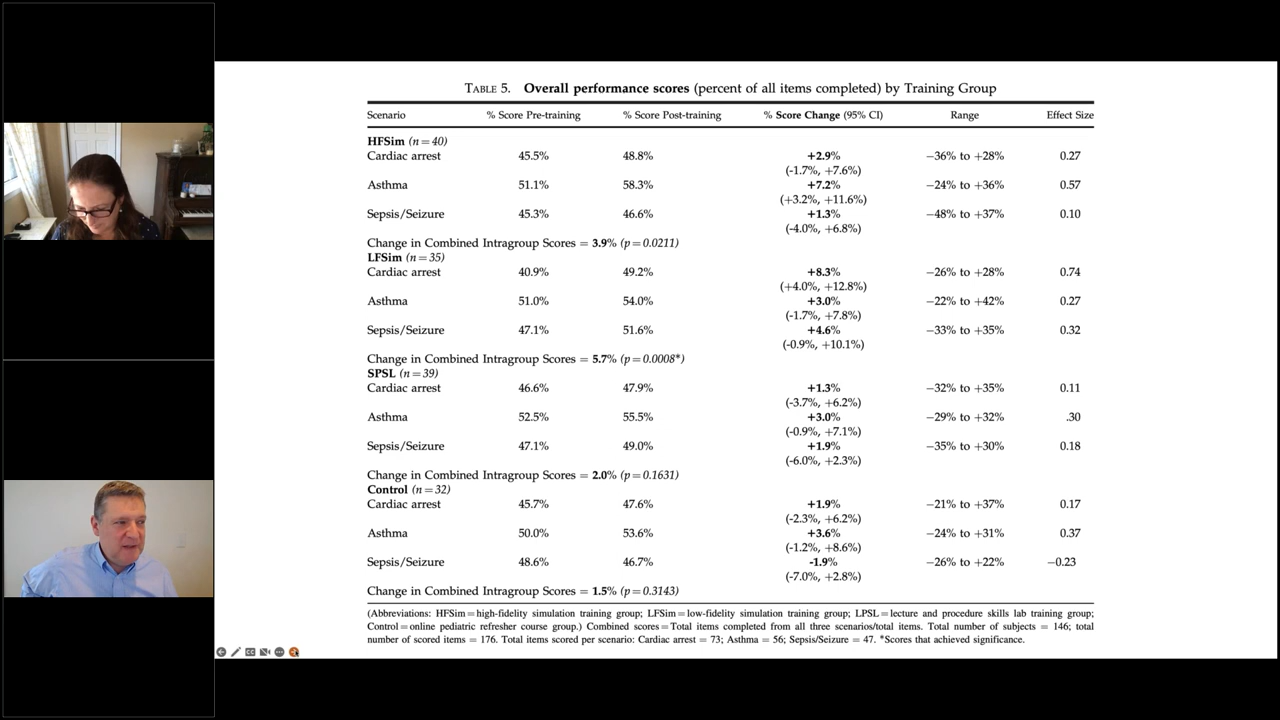 TABLE 5. Overall performance scores (percent of all items completed) by Training Group
Scenario % Score Pre-training % Score Post-training % Score Change (95% CI) Range Effect Size
HFSim (n=40)
Cardiac arrest 45.5% 48.8% +2.9% −36% to +28% 0.27
(-1.7%, +7.6%)
Asthma 51.1% 58.3% +7.2% −24% to +36% 0.57
(+3.2%, +11.6%)
Sepsis/Seizure 45.3% 46.6% +1.3% −48% to +37% 0.10
(-4.0%, +6.8%)
Change in Combined Intragroup Scores = 3.9% (p=0.0211)
LFSim (n=35)
Cardiac arrest 40.9% 49.2% +8.3% −26% to +28% 0.74
(+4.0%, +12.8%)
Asthma 51.0% 54.0% +3.0% −22% to +42% 0.27
(-1.7%, +7.8%)
Sepsis/Seizure 47.1% 51.6% +4.6% −33% to +35% 0.32
(-0.9%, +10.1%)
Change in Combined Intragroup Scores = 5.7% (p=0.0008*)
SPSL (n=39)
Cardiac arrest 46.6% 47.9% +1.3% −32% to +35% 0.11
(-3.7%, +6.2%)
Asthma 52.5% 55.5% +3.0% −29% to +32% .30
(-0.9%, +7.1%)
Sepsis/Seizure 47.1% 49.0% +1.9% −35% to +30% 0.18
(-6.0%, +2.3%)
Change in Combined Intragroup Scores = 2.0% (p=0.1631)
Control (n=32)
Cardiac arrest 45.7% 47.6% +1.9% −21% to +37% 0.17
(-2.3%, +6.2%)
Asthma 50.0% 53.6% +3.6% −24% to +31% 0.37
(-1.2%, +8.6%)
Sepsis/Seizure 48.6% 46.7% -1.9% −26% to +22% −0.23
(-7.0%, +2.8%)
Change in Combined Intragroup Scores = 1.5% (p=0.3143)
(Abbreviations: HFSim=high-fidelity simulation training group; LFSim=low-fidelity simulation training group; LPSL=lecture and procedure skills lab training group;
Control=online pediatric refresher course group.) Combined scores=Total items completed from all three scenarios/total items. Total number of subjects = 146; total
number of scored items = 176. Total items scored per scenario: Cardiac arrest = 73; Asthma = 56; Sepsis/Seizure = 47. *Scores that achieved significance.